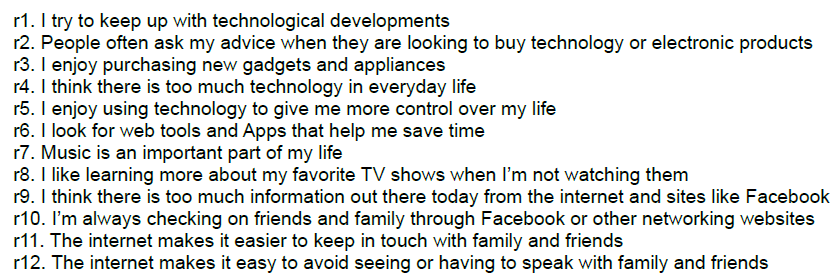 r1. I try to keep up with technological developments
r2. People often ask my advice when they are looking to buy technology or electronic products
r3. I enjoy purchasing new gadgets and appliances
r4. I think there is too much technology in everyday life
r5. I enjoy using technology to give me more control over my life
r6. I look for web tools and Apps that help me save time
r7. Music is an important part of my life
r8. I like learning more about my favorite TV shows when I’m not watching them
r9. I think there is too much information out there today from the internet and sites like Facebook
r10. I’m always checking on friends and family through Facebook or other networking websites
r11. The internet makes it easier to keep in touch with family and friends
r12. The internet makes it easy to avoid seeing or having to speak with family and friends